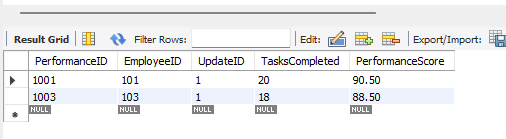 Result Grid Filter Rows: Edit: Export/Import:
PerformanceID EmployeeID UpdateID TasksCompleted PerformanceScore
1001 101 1 20 90.50
1003 103 1 18 88.50
NULL NULL NULL NULL NULL